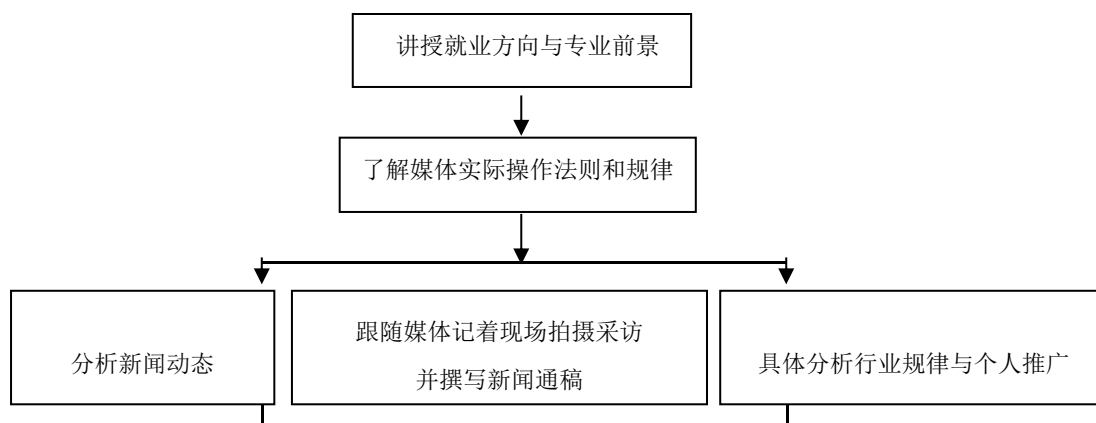 讲授就业方向与专业前景
了解媒体实际操作法则和规律
分析新闻动态
跟随媒体记着现场拍摄采访
并撰写新闻通稿
具体分析行业规律与个人推广